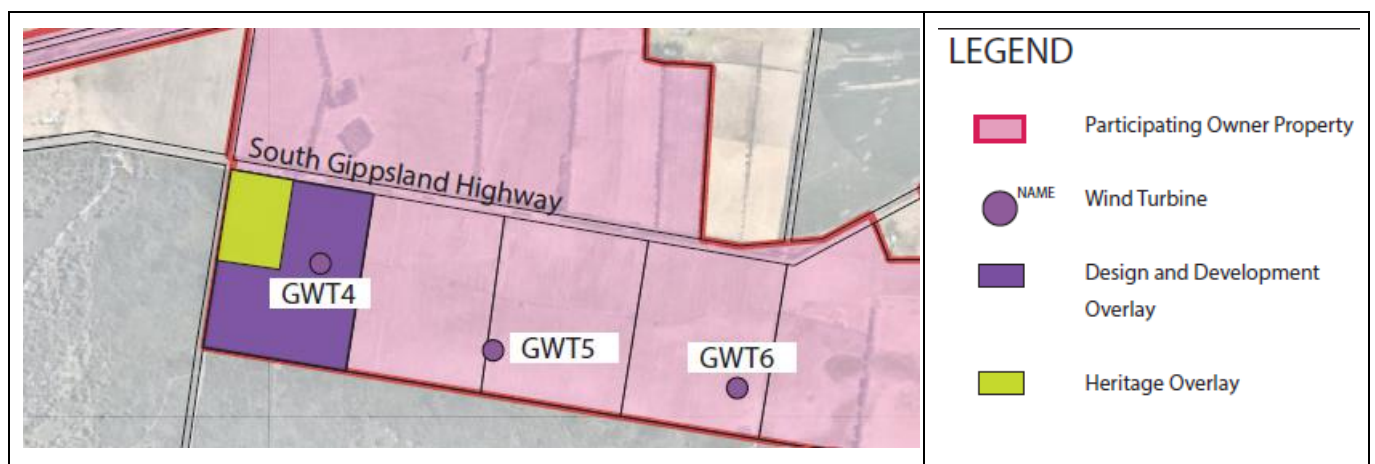 South Gippsland Highway
GWT4
GWT5
GWT6
LEGEND
Participating Owner Property
NAME
Wind Turbine
Design and Development
Overlay
Heritage Overlay